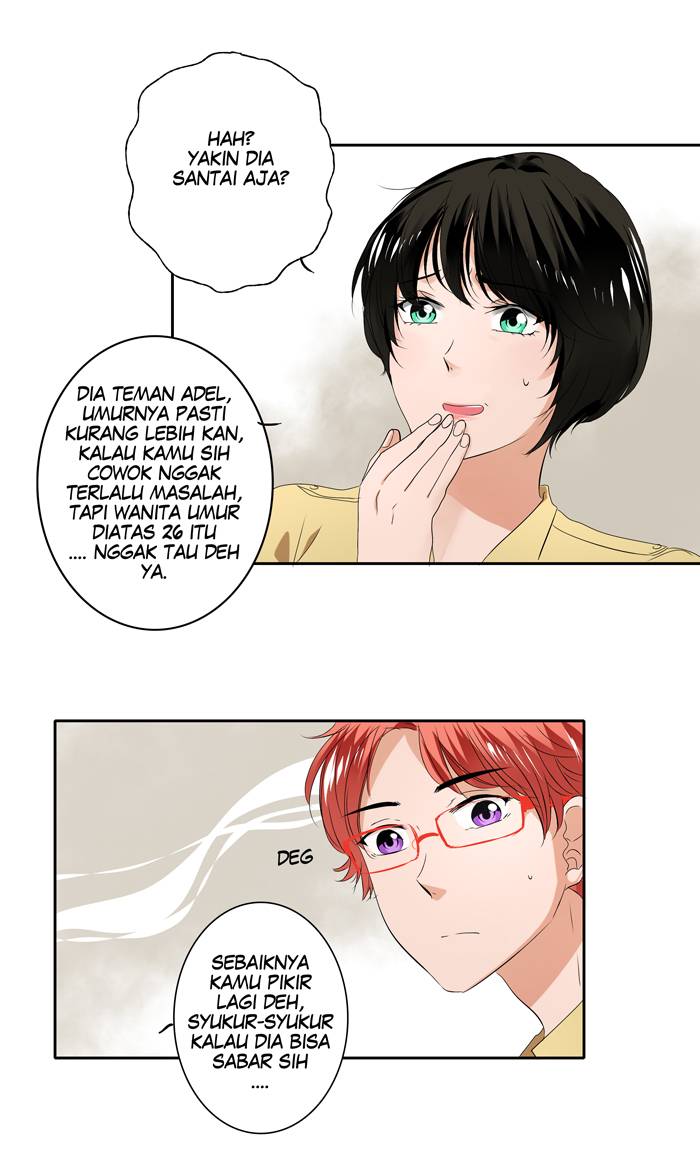 HAH?
YAKIN DIA
SANTAI AJA?
DIA TEMAN ADEL,
UMURNYA PASTI
KURANG LEBIH KAN,
KALAU KAMU SIH
COWOK NGGAK
TERLALU MASALAH,
TAPI WANITA UMUR
DIATAS 26 ITU
.... NGGAK TAU DEH
YA.
DEG
SEBAIKNYA
KAMU PIKIR
LAGI DEH,
SYUKUR-SYUKUR
KALAU DIA BISA
SABAR SIH
....